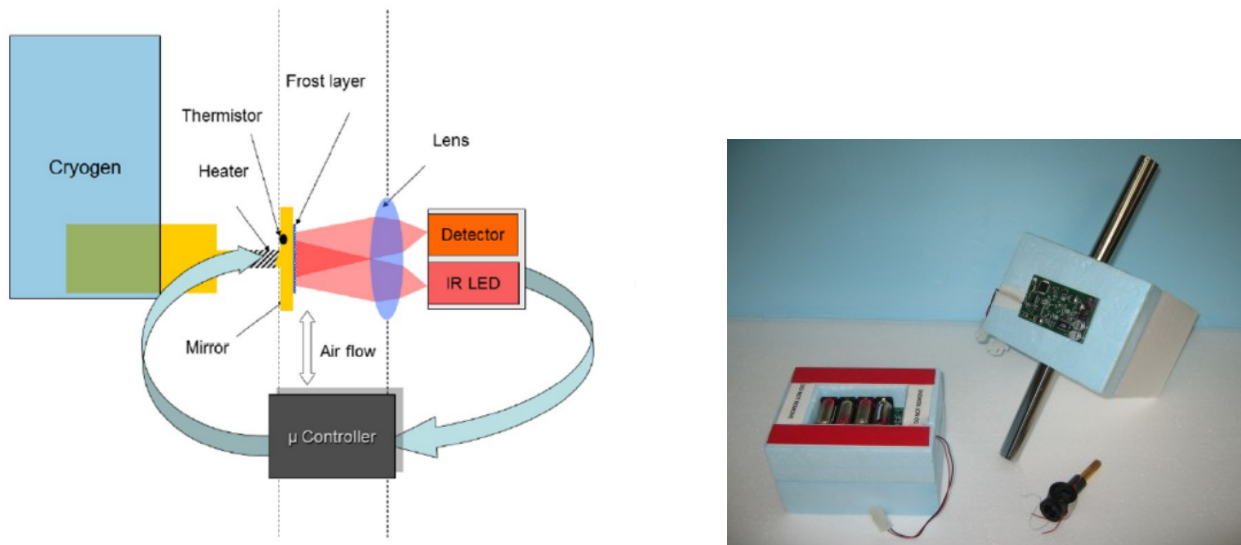 Frost layer
Thermistor
Lens
Heater
Cryogen
Detector
IR LED
Mirror
Air flow
μ Controller